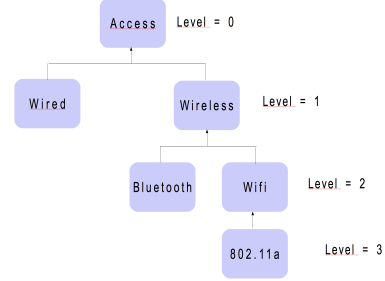 Access Level = 0
Wired Wireless Level = 1
Bluetooth Wifi Level = 2
802.11a Level = 3